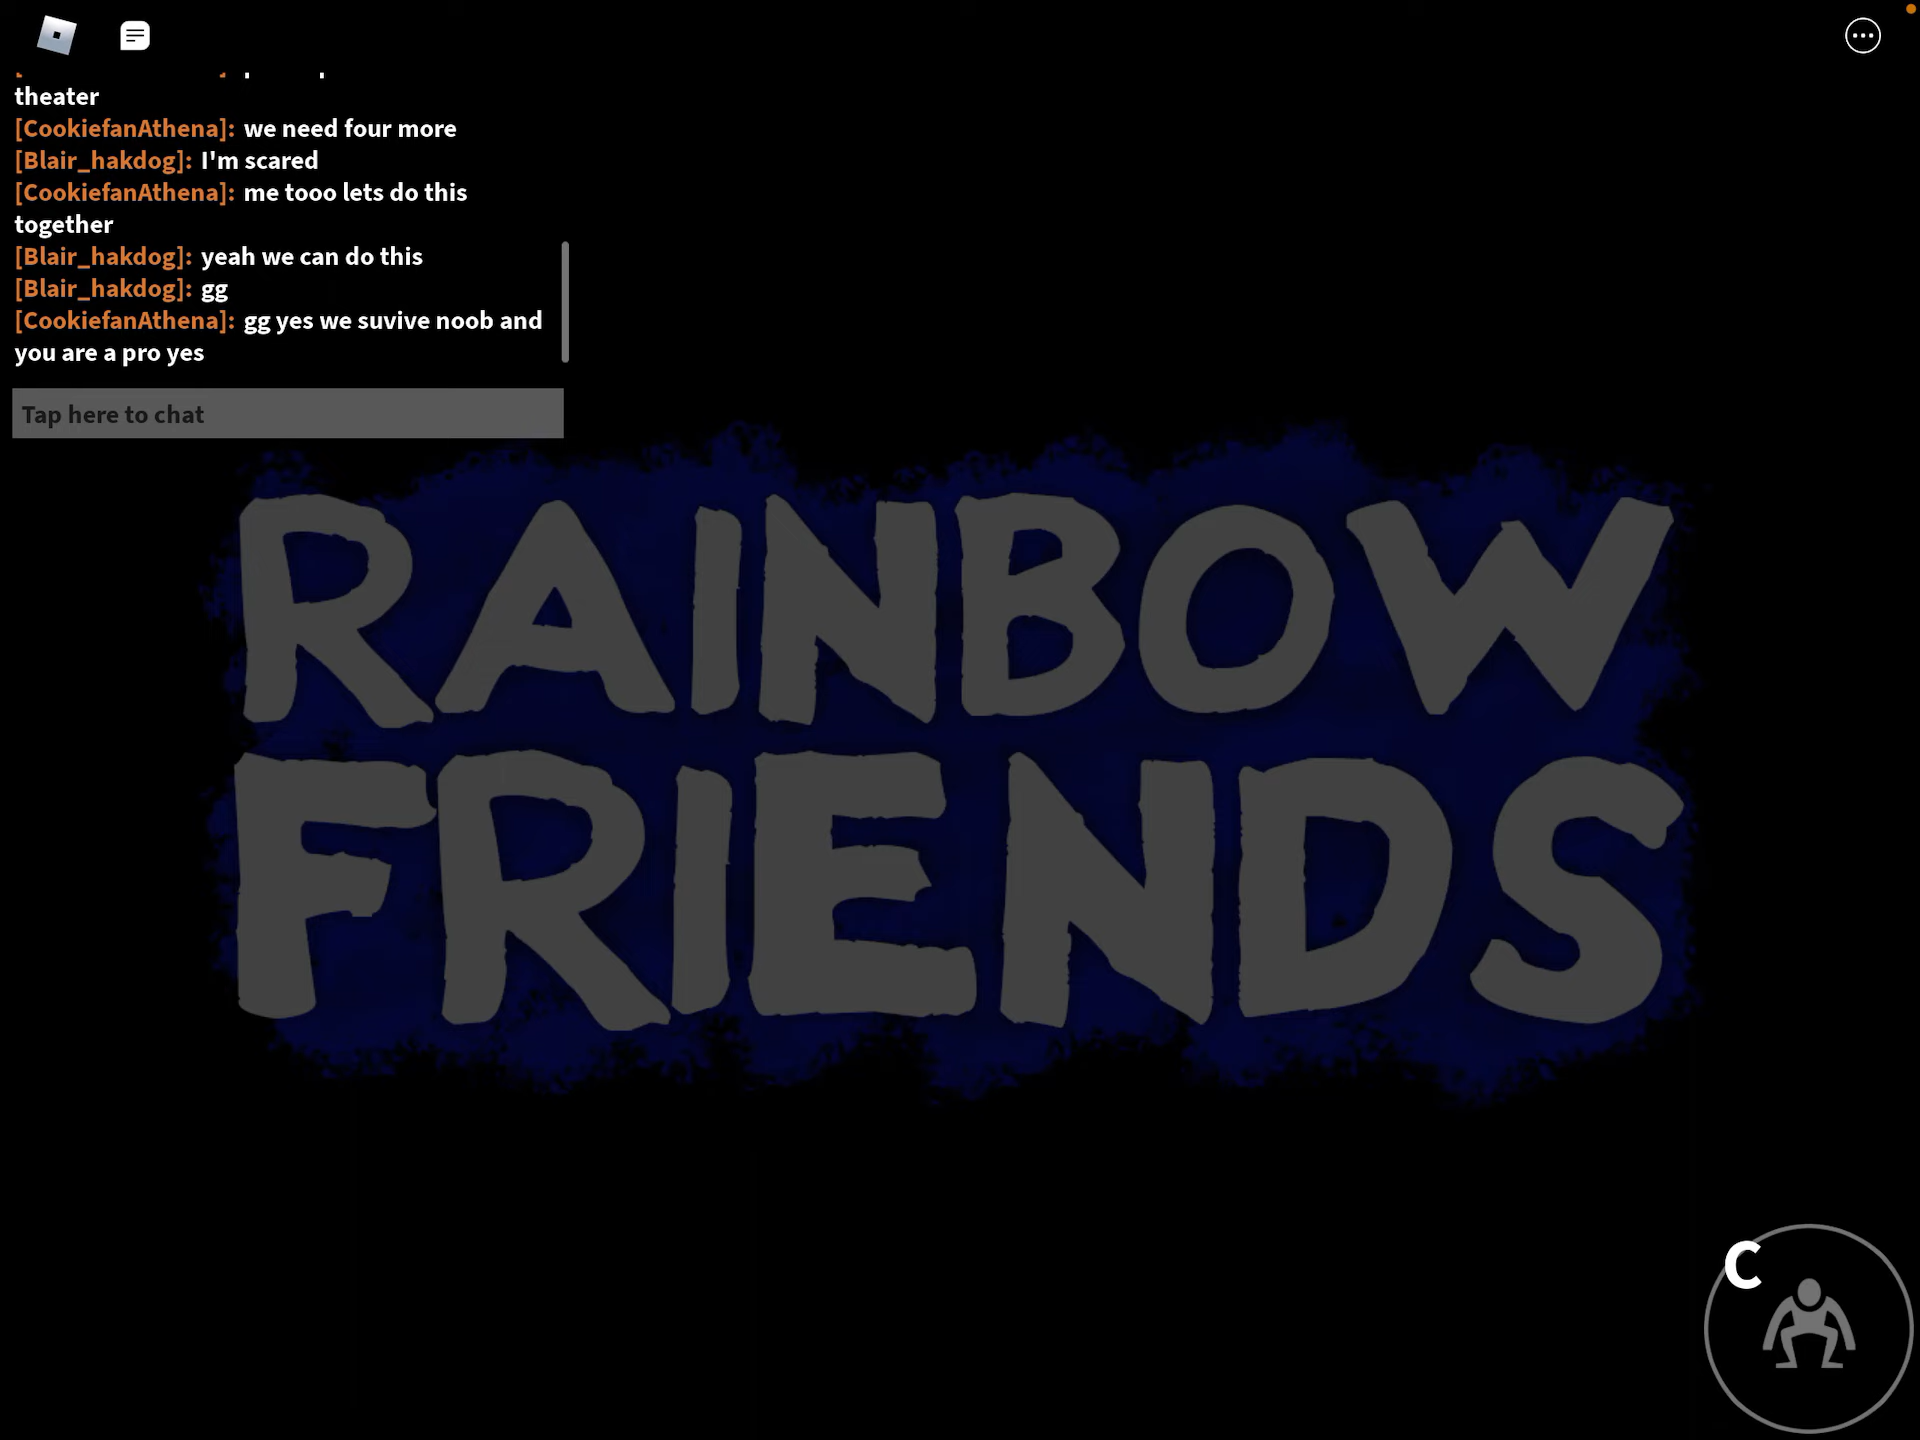 theater
[CookiefanAthena]: we need four more
[Blair_hakdog]: I'm scared
[CookiefanAthena]: me tooo lets do this
together
[Blair_hakdog]: yeah we can do this
[Blair_hakdog]: gg
[CookiefanAthena]: gg yes we suvive noob and
you are a pro yes
Tap here to chat
RAINBOW
FRIENDS
C